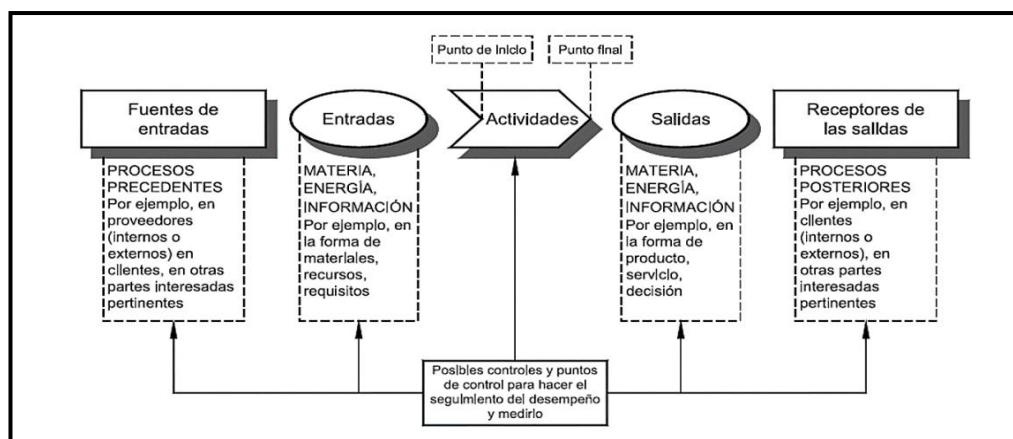 Punto de inicio
Punto final
Fuentes de
entradas
Entradas
Actividades
Salidas
Receptores de
las salidas
PROCESOS
PRECEDENTES
Por ejemplo, en
proveedores
(internos o
externos) en
clientes, en otras
partes interesadas
pertinentes
MATERIA,
ENERGÍA,
INFORMACIÓN
Por ejemplo, en
la forma de
materiales,
recursos,
requisitos
MATERIA,
ENERGÍA,
INFORMACIÓN
Por ejemplo, en
la forma de
producto,
servicio,
decisión
PROCESOS
POSTERIORES
Por ejemplo, en
clientes
(internos o
externos), en
otras partes
interesadas
pertinentes
Posibles controles y puntos
de control para hacer el
seguimiento del desempeño
y medirlo